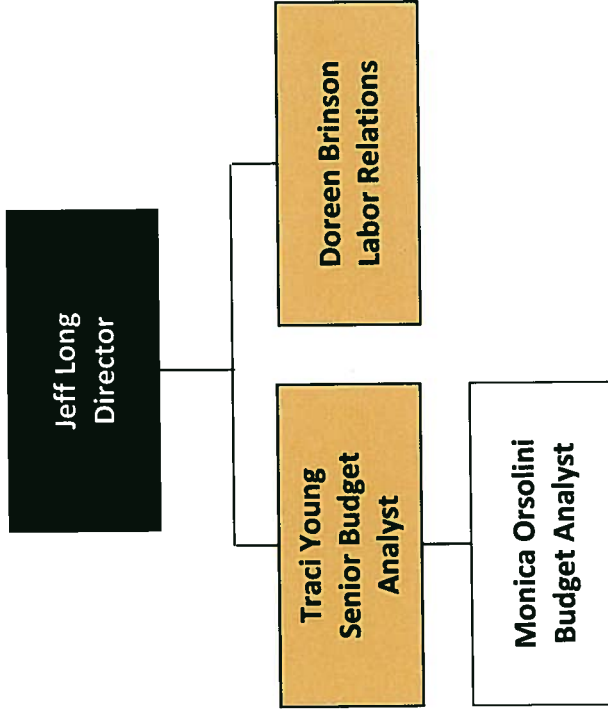 Jeff Long
Director
Traci Young
Senior Budget
Analyst
Doreen Brinson
Labor Relations
Monica Orsolini
Budget Analyst